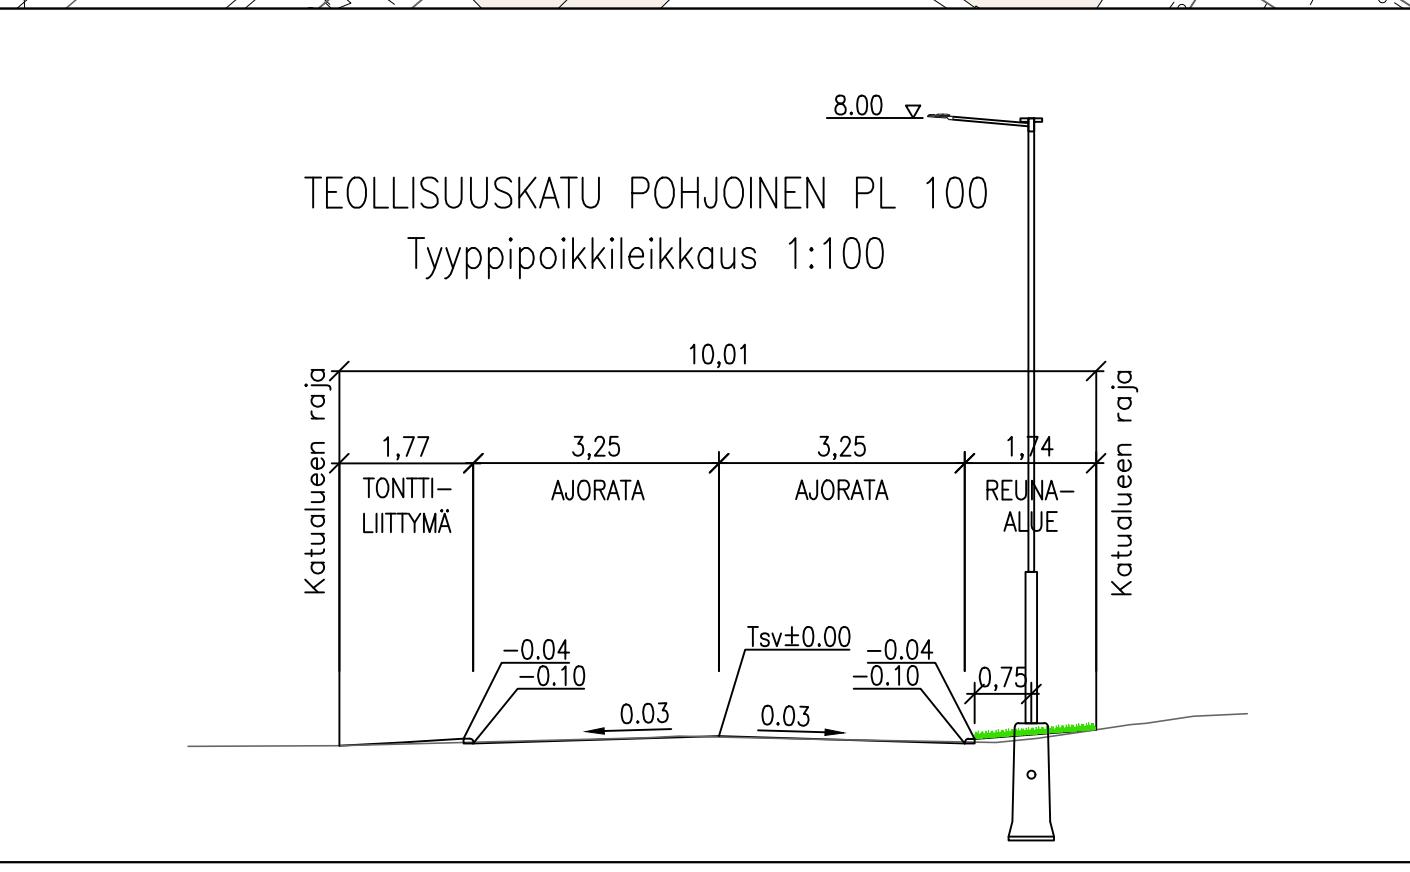 8.00
TEOLLISUUSKATU POHJOINEN PL 100
Tyyppipoikkileikkaus 1:100
10,01
Katualueen raja
Katualueen raja
1,77
3,25
3,25
1,74
TONTTI-
LIITTYMÄ
AJORATA
AJORATA
REUNA-
ALUE
-0.04
-0.10
Tsv±0.00
-0.04
-0.10
0,75
0.03
0.03